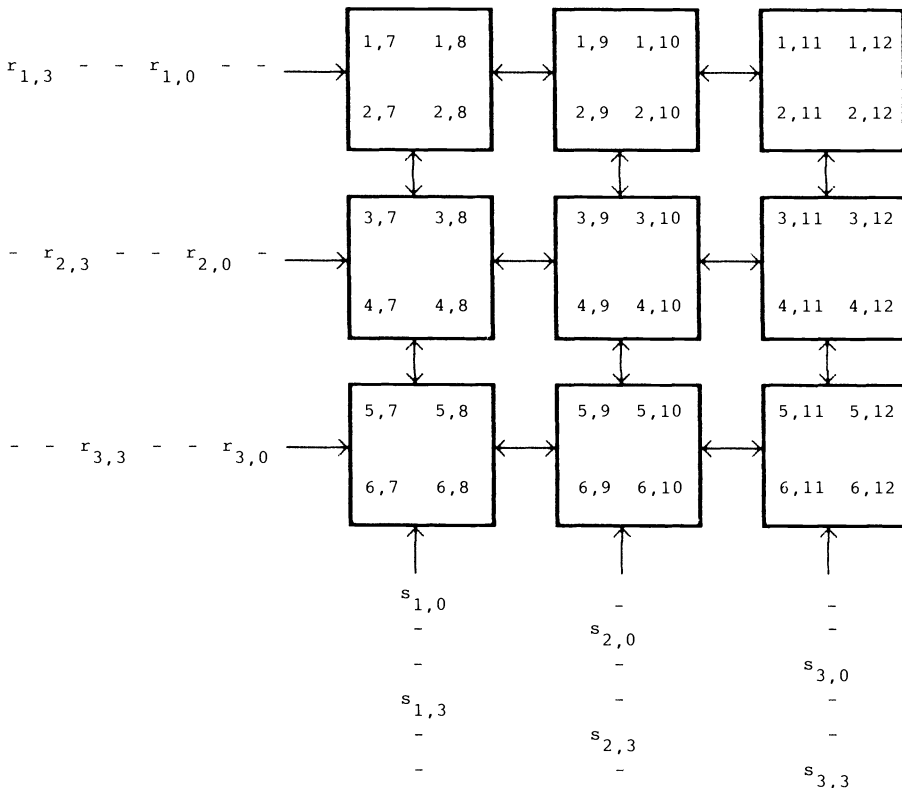 1,7 1,8 1,9 1,10 1,11 1,12
r1,3 - - r1,0 - -
2,7 2,8 2,9 2,10 2,11 2,12
3,7 3,8 3,9 3,10 3,11 3,12
- r2,3 - - r2,0 -
4,7 4,8 4,9 4,10 4,11 4,12
5,7 5,8 5,9 5,10 5,11 5,12
- - r3,3 - - r3,0
6,7 6,8 6,9 6,10 6,11 6,12
s1,0 - -
- s2,0 -
- - s3,0
s1,3 - -
- s2,3 -
- - s3,3